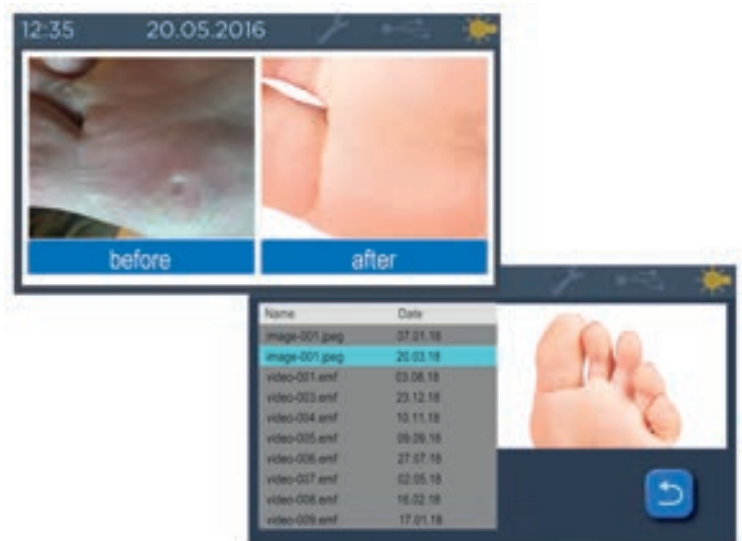 12:35 20.05.2016
before after
Name Date
image-001.jpeg 07.01.18
image-001.jpeg 20.03.18
video-001.emf 03.08.18
video-003.emf 23.12.18
video-004.emf 10.11.18
video-005.emf 09.09.18
video-006.emf 27.07.18
video-007.emf 02.05.18
video-008.emf 16.02.18
video-009.emf 17.01.18